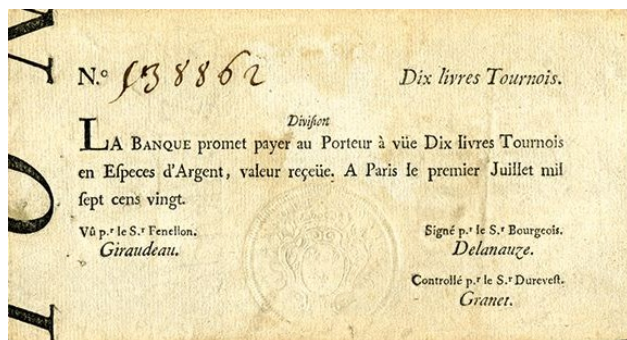 N.º 138862 Dix livres Tournois.
Diviſion
LA BANQUE promet payer au Porteur à vüe Dix livres Tournois
en Eſpeces d'Argent, valeur reçeüe. A Paris le premier Juillet mil
ſept cens vingt.
Vû p.r le S.r Fenellon. Signé p.r le S.r Bourgeois.
Giraudeau. Delanauze.
Controllé p.r le S.r Dureveſt.
Granet.